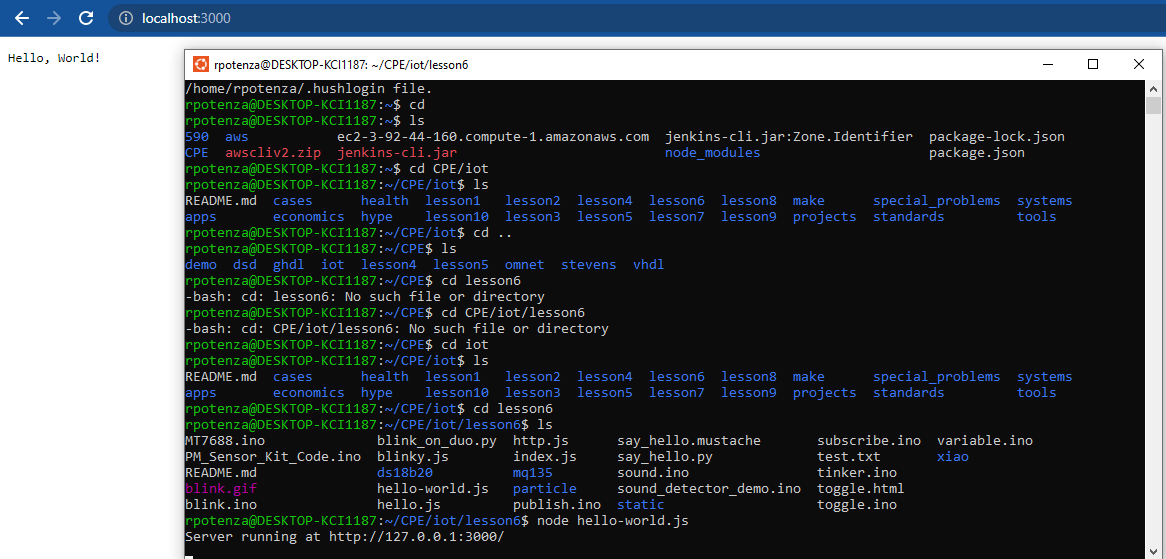 localhost:3000
Hello, World!
rpotenza@DESKTOP-KCI1187: ~/CPE/iot/lesson6
/home/rpotenza/.hushlogin file.
rpotenza@DESKTOP-KCI1187:~$ cd
rpotenza@DESKTOP-KCI1187:~$ ls
590  aws           ec2-3-92-44-160.compute-1.amazonaws.com  jenkins-cli.jar:Zone.Identifier  package-lock.json
CPE  awscliv2.zip  jenkins-cli.jar                          node_modules                     package.json
rpotenza@DESKTOP-KCI1187:~$ cd CPE/iot
rpotenza@DESKTOP-KCI1187:~/CPE/iot$ ls
README.md  cases      health  lesson1   lesson2  lesson4  lesson6  lesson8  make      special_problems  systems
apps       economics  hype    lesson10  lesson3  lesson5  lesson7  lesson9  projects  standards         tools
rpotenza@DESKTOP-KCI1187:~/CPE/iot$ cd ..
rpotenza@DESKTOP-KCI1187:~/CPE$ ls
demo  dsd  ghdl  iot  lesson4  lesson5  omnet  stevens  vhdl
rpotenza@DESKTOP-KCI1187:~/CPE$ cd lesson6
-bash: cd: lesson6: No such file or directory
rpotenza@DESKTOP-KCI1187:~/CPE$ cd CPE/iot/lesson6
-bash: cd: CPE/iot/lesson6: No such file or directory
rpotenza@DESKTOP-KCI1187:~/CPE$ cd iot
rpotenza@DESKTOP-KCI1187:~/CPE/iot$ ls
README.md  cases      health  lesson1   lesson2  lesson4  lesson6  lesson8  make      special_problems  systems
apps       economics  hype    lesson10  lesson3  lesson5  lesson7  lesson9  projects  standards         tools
rpotenza@DESKTOP-KCI1187:~/CPE/iot$ cd lesson6
rpotenza@DESKTOP-KCI1187:~/CPE/iot/lesson6$ ls
MT7688.ino              blink_on_duo.py  http.js      say_hello.mustache       subscribe.ino  variable.ino
PM_Sensor_Kit_Code.ino  blinky.js        index.js     say_hello.py             test.txt       xiao
README.md               ds18b20          mq135        sound.ino                tinker.ino
blink.gif               hello-world.js   particle     sound_detector_demo.ino  toggle.html
blink.ino               hello.js         publish.ino  static                   toggle.ino
rpotenza@DESKTOP-KCI1187:~/CPE/iot/lesson6$ node hello-world.js
Server running at http://127.0.0.1:3000/